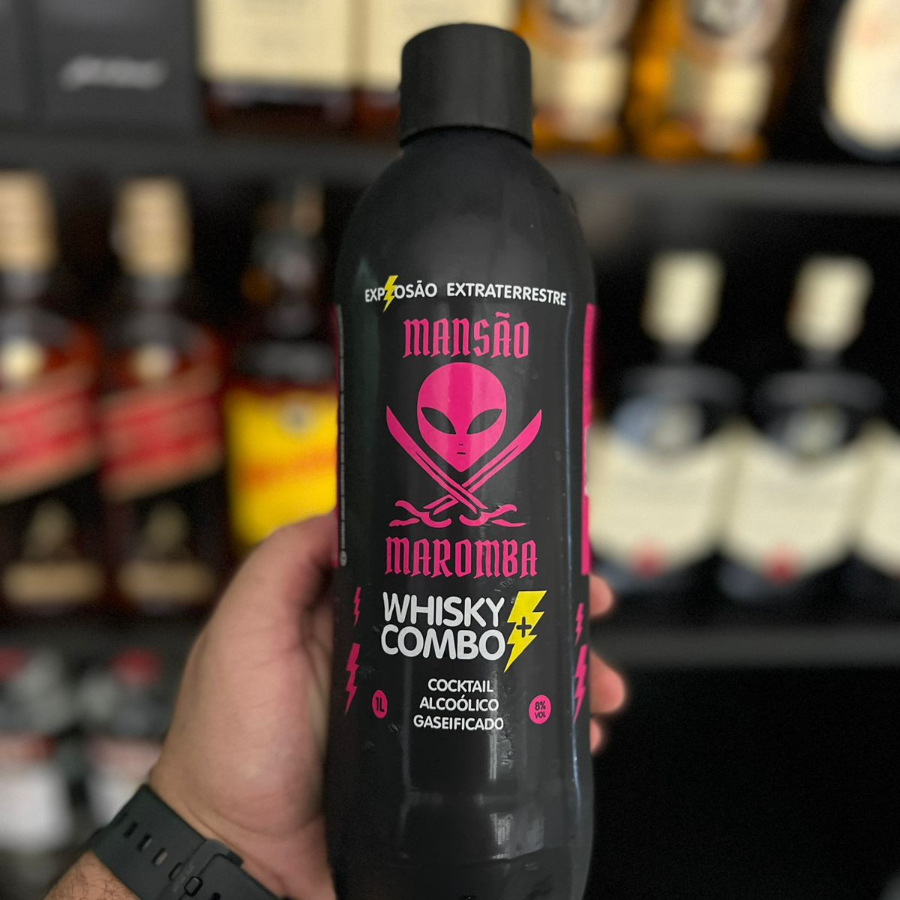 EXPLOSÃO EXTRATERRESTRE
MANSÃO
MAROMBA
WHISKY +
COMBO
COCKTAIL
ALCOÓLICO
GASEIFICADO
1L
8%
VOL